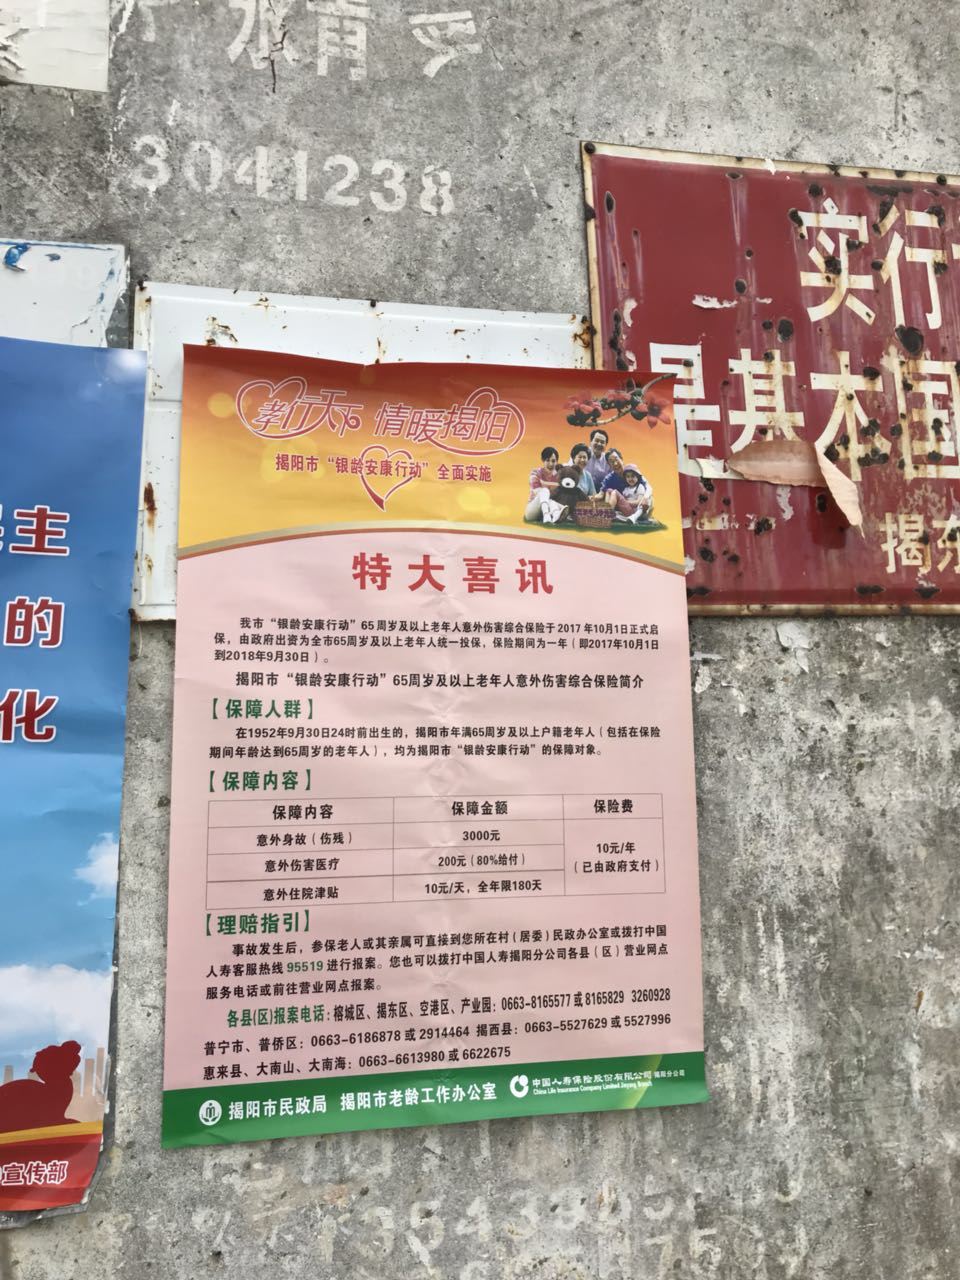 3041238
实行
是基本国
揭东
主
的
化
宣传部
孝行天下 情暖揭阳
揭阳市“银龄安康行动”全面实施
特大喜讯
我市“银龄安康行动”65周岁及以上老年人意外伤害综合保险于2017年10月1日正式启
保，由政府出资为全市65周岁及以上老年人统一投保，保险期间为一年（即2017年10月1日
到2018年9月30日）。
揭阳市“银龄安康行动”65周岁及以上老年人意外伤害综合保险简介
【保障人群】
在1952年9月30日24时前出生的，揭阳市年满65周岁及以上户籍老年人（包括在保险
期间年龄达到65周岁的老年人），均为揭阳市“银龄安康行动”的保障对象。
【保障内容】
保障内容 保障金额 保险费
意外身故（伤残） 3000元
意外伤害医疗 200元（80%给付）
意外住院津贴 10元/天，全年限180天
10元/年
（已由政府支付）
【理赔指引】
事故发生后，参保老人或其亲属可直接到您所在村（居委）民政办公室或拨打中国
人寿客服热线95519进行报案。您也可以拨打中国人寿揭阳分公司各县（区）营业网点
服务电话或前往营业网点报案。
各县(区)报案电话：榕城区、揭东区、空港区、产业园：0663-8165577或8165829 3260928
普宁市、普侨区：0663-6186878或2914464 揭西县：0663-5527629或5527996
惠来县、大南山、大南海：0663-6613980或6622675
揭阳市民政局 揭阳市老龄工作办公室 中国人寿保险股份有限公司 揭阳分公司
China Life Insurance Company Limited Jieyang Branch